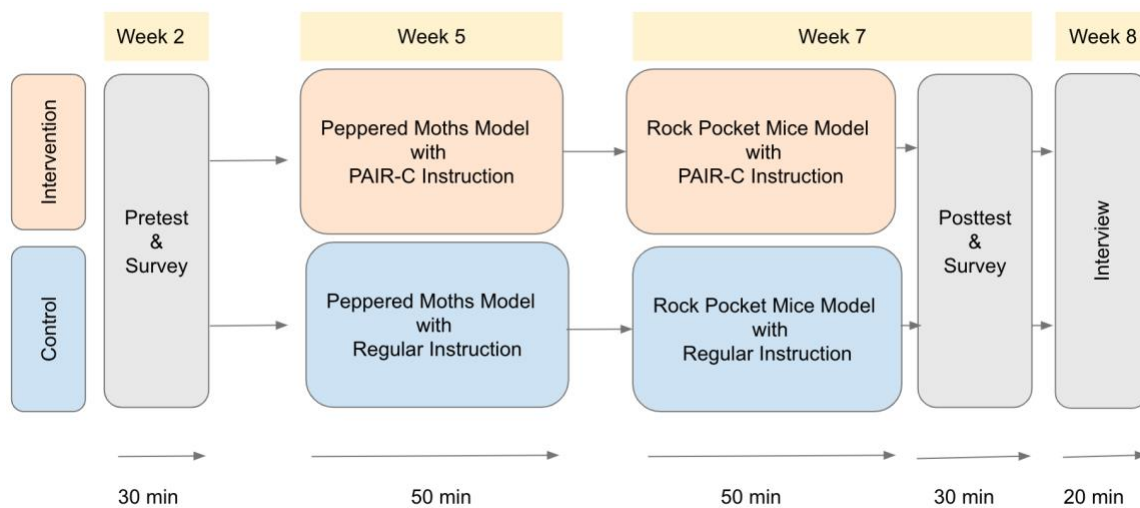 Week 2
Week 5
Week 7
Week 8
Intervention
Control
Pretest
&
Survey
Peppered Moths Model
with
PAIR-C Instruction
Rock Pocket Mice Model
with
PAIR-C Instruction
Peppered Moths Model
with
Regular Instruction
Rock Pocket Mice Model
with
Regular Instruction
Posttest
&
Survey
Interview
30 min
50 min
50 min
30 min
20 min